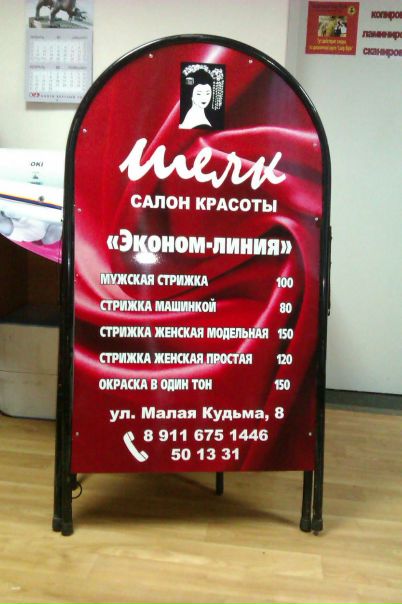 шелк
САЛОН КРАСОТЫ
«Эконом-линия»
МУЖСКАЯ СТРИЖКА 100
СТРИЖКА МАШИНКОЙ 80
СТРИЖКА ЖЕНСКАЯ МОДЕЛЬНАЯ 150
СТРИЖКА ЖЕНСКАЯ ПРОСТАЯ 120
ОКРАСКА В ОДИН ТОН 150
ул. Малая Кудьма, 8
8 911 675 1446
50 13 31
OKI